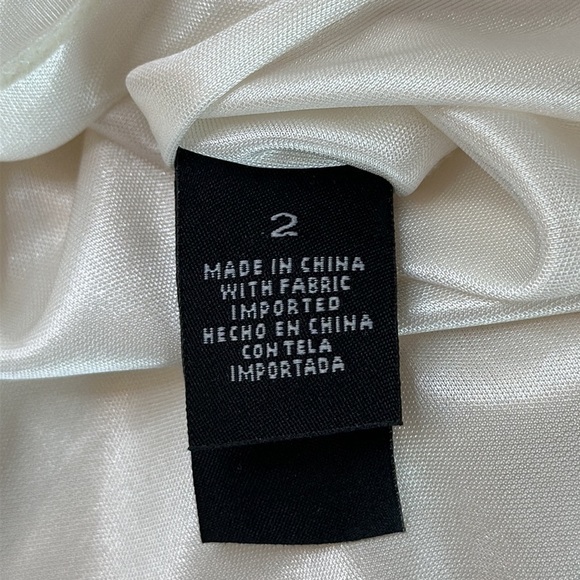 2
MADE IN CHINA
WITH FABRIC
IMPORTED
HECHO EN CHINA
CON TELA
IMPORTADA